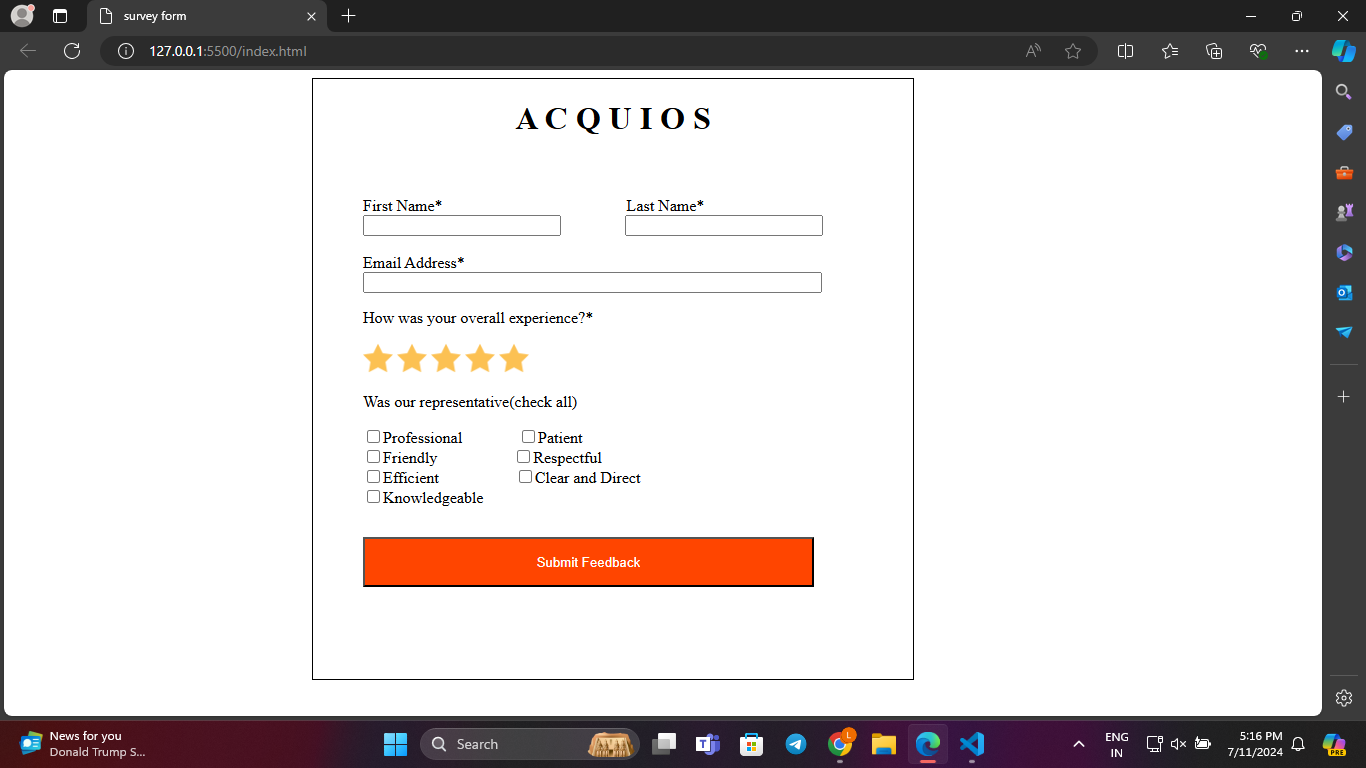 survey form
127.0.0.1:5500/index.html
A C Q U I O S
First Name* Last Name*
Email Address*
How was your overall experience?*
Was our representative(check all)
Professional Patient
Friendly Respectful
Efficient Clear and Direct
Knowledgeable
Submit Feedback
News for you
Donald Trump S...
Search
L
ENG
IN
5:16 PM
7/11/2024
PRE